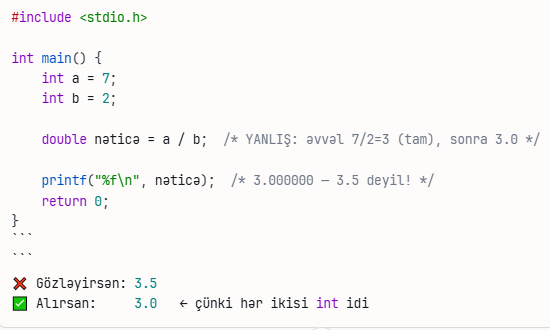 #include <stdio.h>
int main() {
    int a = 7;
    int b = 2;
    double nəticə = a / b;  /* YANLIŞ: əvvəl 7/2=3 (tam), sonra 3.0 */
    printf("%f\n", nəticə);  /* 3.000000 — 3.5 deyil! */
    return 0;
}
```
```
❌ Gözləyirsən: 3.5
✅ Alırsan:     3.0   ← çünki hər ikisi int idi